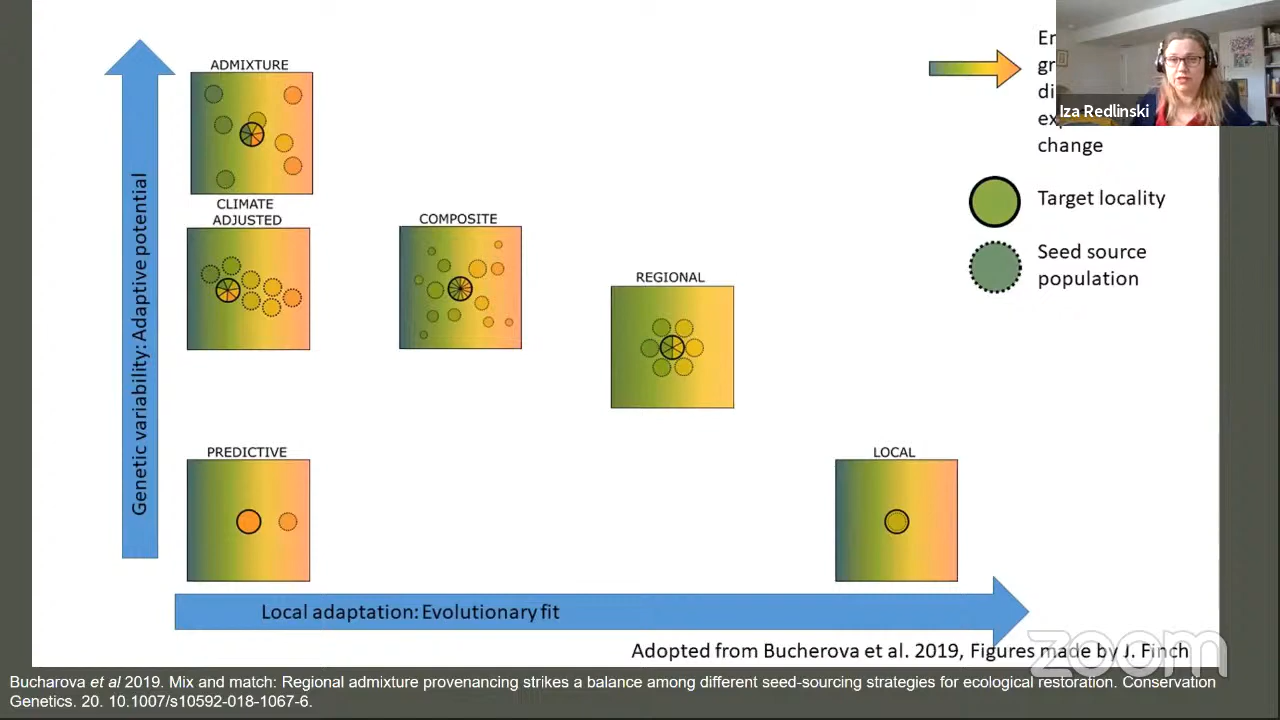 ADMIXTURE
CLIMATE
ADJUSTED
COMPOSITE
REGIONAL
PREDICTIVE
LOCAL
Genetic variability: Adaptive potential
Local adaptation: Evolutionary fit
change
Target locality
Seed source
population
Iza Redlinski
Adopted from Bucherova et al. 2019, Figures made by J. Finch
zoom
Bucharova et al 2019. Mix and match: Regional admixture provenancing strikes a balance among different seed-sourcing strategies for ecological restoration. Conservation
Genetics. 20. 10.1007/s10592-018-1067-6.